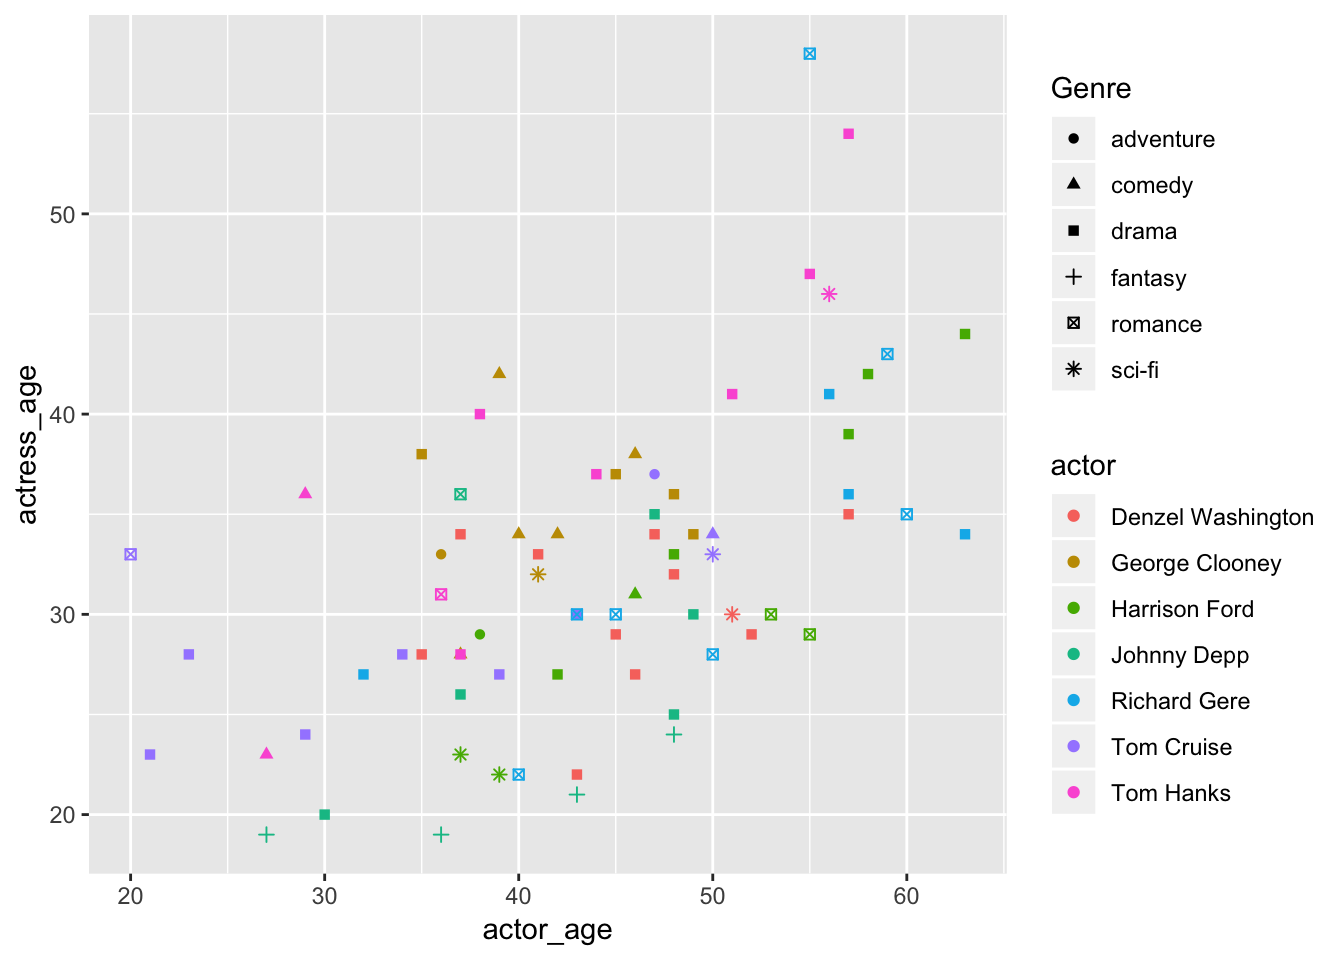 50
40
30
20
actress_age
20 30 40 50 60
actor_age
Genre
adventure
comedy
drama
fantasy
romance
sci-fi
actor
Denzel Washington
George Clooney
Harrison Ford
Johnny Depp
Richard Gere
Tom Cruise
Tom Hanks